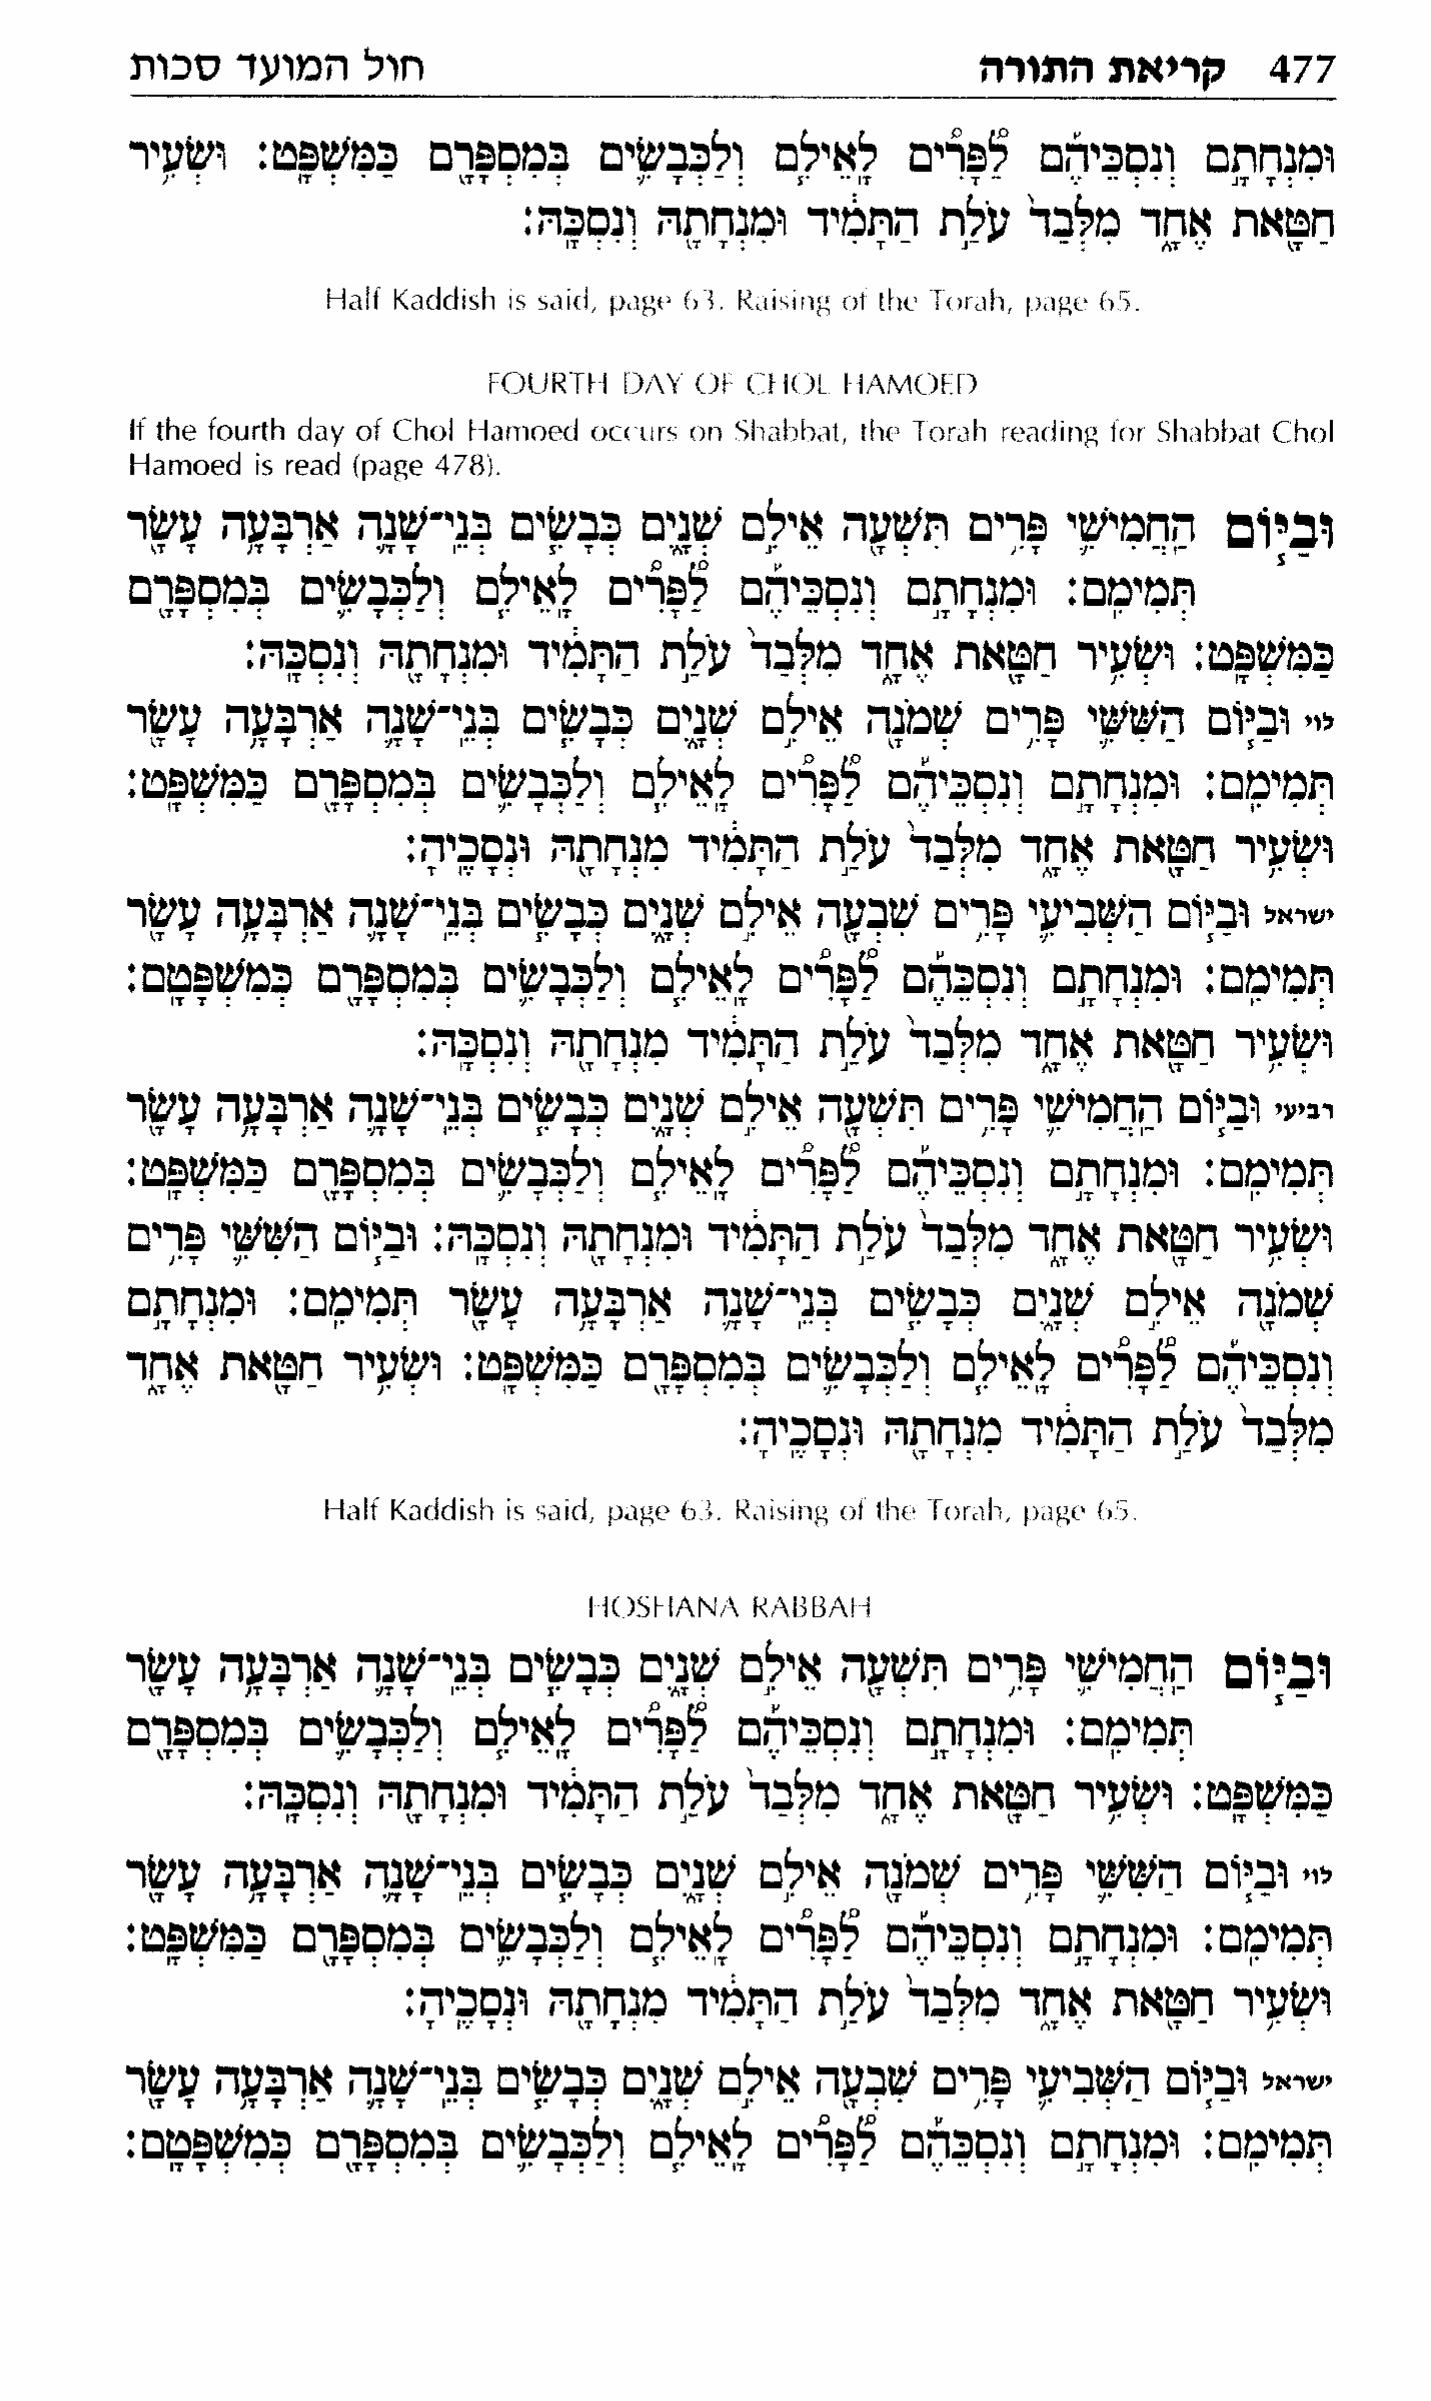 477 קריאת התורה חול המועד סכות
וּמִנְחָתָ֣ם וְנִסְכֵּיהֶ֡ם לַ֠פָּרִ֠ים לָֽאֵילִ֧ם וְלַכְּבָשִׂ֛ים בְּמִסְפָּרָ֖ם כַּמִּשְׁפָּֽט: וּשְׂעִ֥יר
חַטָּ֖את אֶחָ֑ד מִלְּבַד֙ עֹלַ֣ת הַתָּמִ֔יד וּמִנְחָתָ֖הּ וְנִסְכָּֽהּ:
Half Kaddish is said, page 63. Raising of the Torah, page 65.
FOURTH DAY OF CHOL HAMOED
If the fourth day of Chol Hamoed occurs on Shabbat, the Torah reading for Shabbat Chol
Hamoed is read (page 478).
וּבַיּ֧וֹם הַֽחֲמִישִׁ֛י פָּרִ֥ים תִּשְׁעָ֖ה אֵילִ֣ם שְׁנָ֑יִם כְּבָשִׂ֧ים בְּנֵֽי־שָׁנָ֛ה אַרְבָּעָ֥ה עָשָׂ֖ר
תְּמִימִֽם: וּמִנְחָתָ֣ם וְנִסְכֵּיהֶ֡ם לַ֠פָּרִ֠ים לָֽאֵילִ֧ם וְלַכְּבָשִׂ֛ים בְּמִסְפָּרָ֖ם
כַּמִּשְׁפָּֽט: וּשְׂעִ֥יר חַטָּ֖את אֶחָ֑ד מִלְּבַד֙ עֹלַ֣ת הַתָּמִ֔יד וּמִנְחָתָ֖הּ וְנִסְכָּֽהּ:
לוי וּבַיּ֧וֹם הַשִּׁשִּׁ֛י פָּרִ֥ים שְׁמֹנָ֖ה אֵילִ֣ם שְׁנָ֑יִם כְּבָשִׂ֧ים בְּנֵֽי־שָׁנָ֛ה אַרְבָּעָ֥ה עָשָׂ֖ר
תְּמִימִֽם: וּמִנְחָתָ֣ם וְנִסְכֵּיהֶ֡ם לַ֠פָּרִ֠ים לָֽאֵילִ֧ם וְלַכְּבָשִׂ֛ים בְּמִסְפָּרָ֖ם כַּמִּשְׁפָּֽט:
וּשְׂעִ֥יר חַטָּ֖את אֶחָ֑ד מִלְּבַד֙ עֹלַ֣ת הַתָּמִ֔יד מִנְחָתָ֖הּ וּנְסָכֶֽיהָ:
ישראל וּבַיּ֧וֹם הַשְּׁבִיעִ֛י פָּרִ֥ים שִׁבְעָ֖ה אֵילִ֣ם שְׁנָ֑יִם כְּבָשִׂ֧ים בְּנֵֽי־שָׁנָ֛ה אַרְבָּעָ֥ה עָשָׂ֖ר
תְּמִימִֽם: וּמִנְחָתָ֣ם וְנִסְכֵּהֶ֡ם לַ֠פָּרִ֠ים לָֽאֵילִ֧ם וְלַכְּבָשִׂ֛ים בְּמִסְפָּרָ֖ם כְּמִשְׁפָּטָֽם:
וּשְׂעִ֥יר חַטָּ֖את אֶחָ֑ד מִלְּבַד֙ עֹלַ֣ת הַתָּמִ֔יד מִנְחָתָ֖הּ וְנִסְכָּֽהּ:
רביעי וּבַיּ֧וֹם הַֽחֲמִישִׁ֛י פָּרִ֥ים תִּשְׁעָ֖ה אֵילִ֣ם שְׁנָ֑יִם כְּבָשִׂ֧ים בְּנֵֽי־שָׁנָ֛ה אַרְבָּעָ֥ה עָשָׂ֖ר
תְּמִימִֽם: וּמִנְחָתָ֣ם וְנִסְכֵּיהֶ֡ם לַ֠פָּרִ֠ים לָֽאֵילִ֧ם וְלַכְּבָשִׂ֛ים בְּמִסְפָּרָ֖ם כַּמִּשְׁפָּֽט:
וּשְׂעִ֥יר חַטָּ֖את אֶחָ֑ד מִלְּבַד֙ עֹלַ֣ת הַתָּמִ֔יד וּמִנְחָתָ֖הּ וְנִסְכָּֽהּ: וּבַיּ֧וֹם הַשִּׁשִּׁ֛י פָּרִ֥ים
שְׁמֹנָ֖ה אֵילִ֣ם שְׁנָ֑יִם כְּבָשִׂ֧ים בְּנֵֽי־שָׁנָ֛ה אַרְבָּעָ֥ה עָשָׂ֖ר תְּמִימִֽם: וּמִנְחָתָ֣ם
וְנִסְכֵּיהֶ֡ם לַ֠פָּרִ֠ים לָֽאֵילִ֧ם וְלַכְּבָשִׂ֛ים בְּמִסְפָּרָ֖ם כַּמִּשְׁפָּֽט: וּשְׂעִ֥יר חַטָּ֖את אֶחָ֑ד
מִלְּבַד֙ עֹלַ֣ת הַתָּמִ֔יד מִנְחָתָ֖הּ וּנְסָכֶֽיהָ:
Half Kaddish is said, page 63. Raising of the Torah, page 65.
HOSHANA RABBAH
וּבַיּ֧וֹם הַֽחֲמִישִׁ֛י פָּרִ֥ים תִּשְׁעָ֖ה אֵילִ֣ם שְׁנָ֑יִם כְּבָשִׂ֧ים בְּנֵֽי־שָׁנָ֛ה אַרְבָּעָ֥ה עָשָׂ֖ר
תְּמִימִֽם: וּמִנְחָתָ֣ם וְנִסְכֵּיהֶ֡ם לַ֠פָּרִ֠ים לָֽאֵילִ֧ם וְלַכְּבָשִׂ֛ים בְּמִסְפָּרָ֖ם
כַּמִּשְׁפָּֽט: וּשְׂעִ֥יר חַטָּ֖את אֶחָ֑ד מִלְּבַד֙ עֹלַ֣ת הַתָּמִ֔יד וּמִנְחָתָ֖הּ וְנִסְכָּֽהּ:
לוי וּבַיּ֧וֹם הַשִּׁשִּׁ֛י פָּרִ֥ים שְׁמֹנָ֖ה אֵילִ֣ם שְׁנָ֑יִם כְּבָשִׂ֧ים בְּנֵֽי־שָׁנָ֛ה אַרְבָּעָ֥ה עָשָׂ֖ר
תְּמִימִֽם: וּמִנְחָתָ֣ם וְנִסְכֵּיהֶ֡ם לַ֠פָּרִ֠ים לָֽאֵילִ֧ם וְלַכְּבָשִׂ֛ים בְּמִסְפָּרָ֖ם כַּמִּשְׁפָּֽט:
וּשְׂעִ֥יר חַטָּ֖את אֶחָ֑ד מִלְּבַד֙ עֹלַ֣ת הַתָּמִ֔יד מִנְחָתָ֖הּ וּנְסָכֶֽיהָ:
ישראל וּבַיּ֧וֹם הַשְּׁבִיעִ֛י פָּרִ֥ים שִׁבְעָ֖ה אֵילִ֣ם שְׁנָ֑יִם כְּבָשִׂ֧ים בְּנֵֽי־שָׁנָ֛ה אַרְבָּעָ֥ה עָשָׂ֖ר
תְּמִימִֽם: וּמִנְחָתָ֣ם וְנִסְכֵּהֶ֡ם לַ֠פָּרִ֠ים לָֽאֵילִ֧ם וְלַכְּבָשִׂ֛ים בְּמִסְפָּרָ֖ם כְּמִשְׁפָּטָֽם: